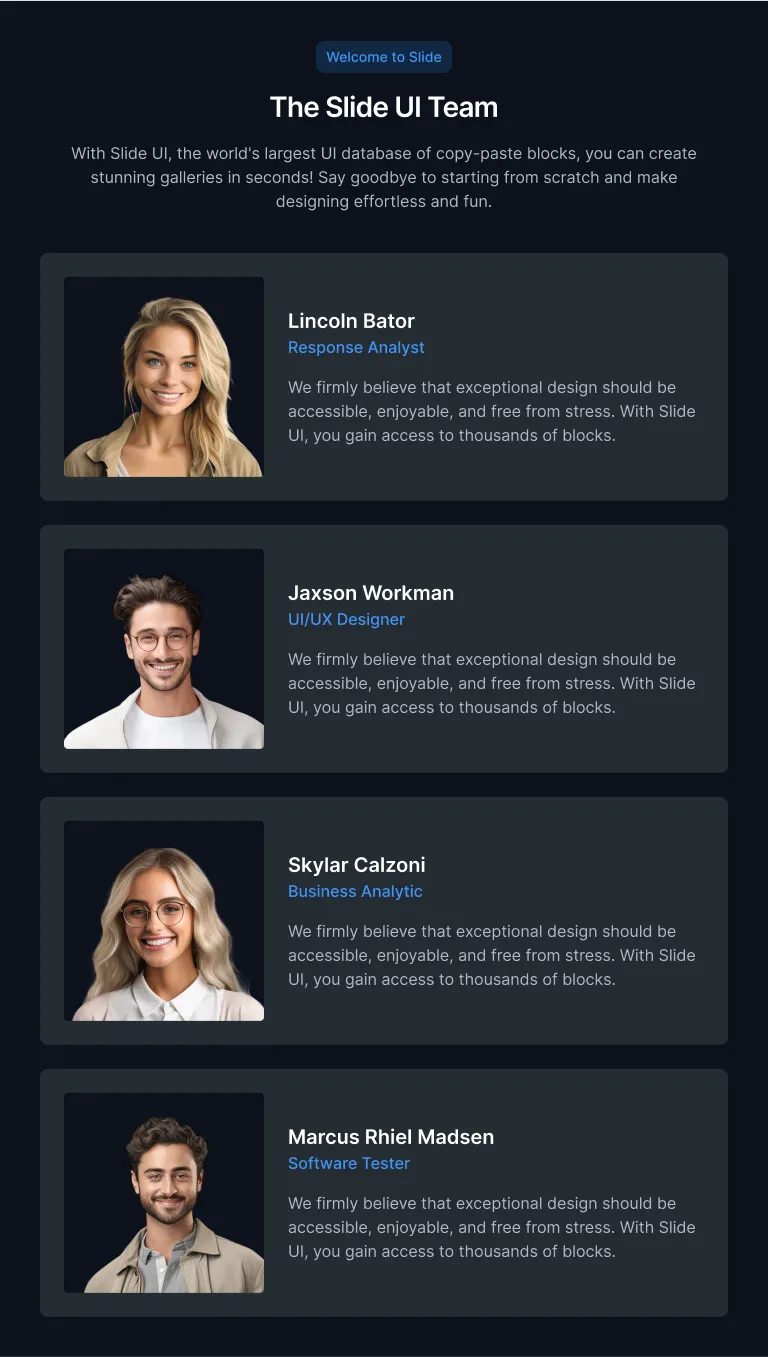 Welcome to Slide
The Slide UI Team
With Slide UI, the world's largest UI database of copy-paste blocks, you can create
stunning galleries in seconds! Say goodbye to starting from scratch and make
designing effortless and fun.
Lincoln Bator
Response Analyst
We firmly believe that exceptional design should be
accessible, enjoyable, and free from stress. With Slide
UI, you gain access to thousands of blocks.
Jaxson Workman
UI/UX Designer
We firmly believe that exceptional design should be
accessible, enjoyable, and free from stress. With Slide
UI, you gain access to thousands of blocks.
Skylar Calzoni
Business Analytic
We firmly believe that exceptional design should be
accessible, enjoyable, and free from stress. With Slide
UI, you gain access to thousands of blocks.
Marcus Rhiel Madsen
Software Tester
We firmly believe that exceptional design should be
accessible, enjoyable, and free from stress. With Slide
UI, you gain access to thousands of blocks.